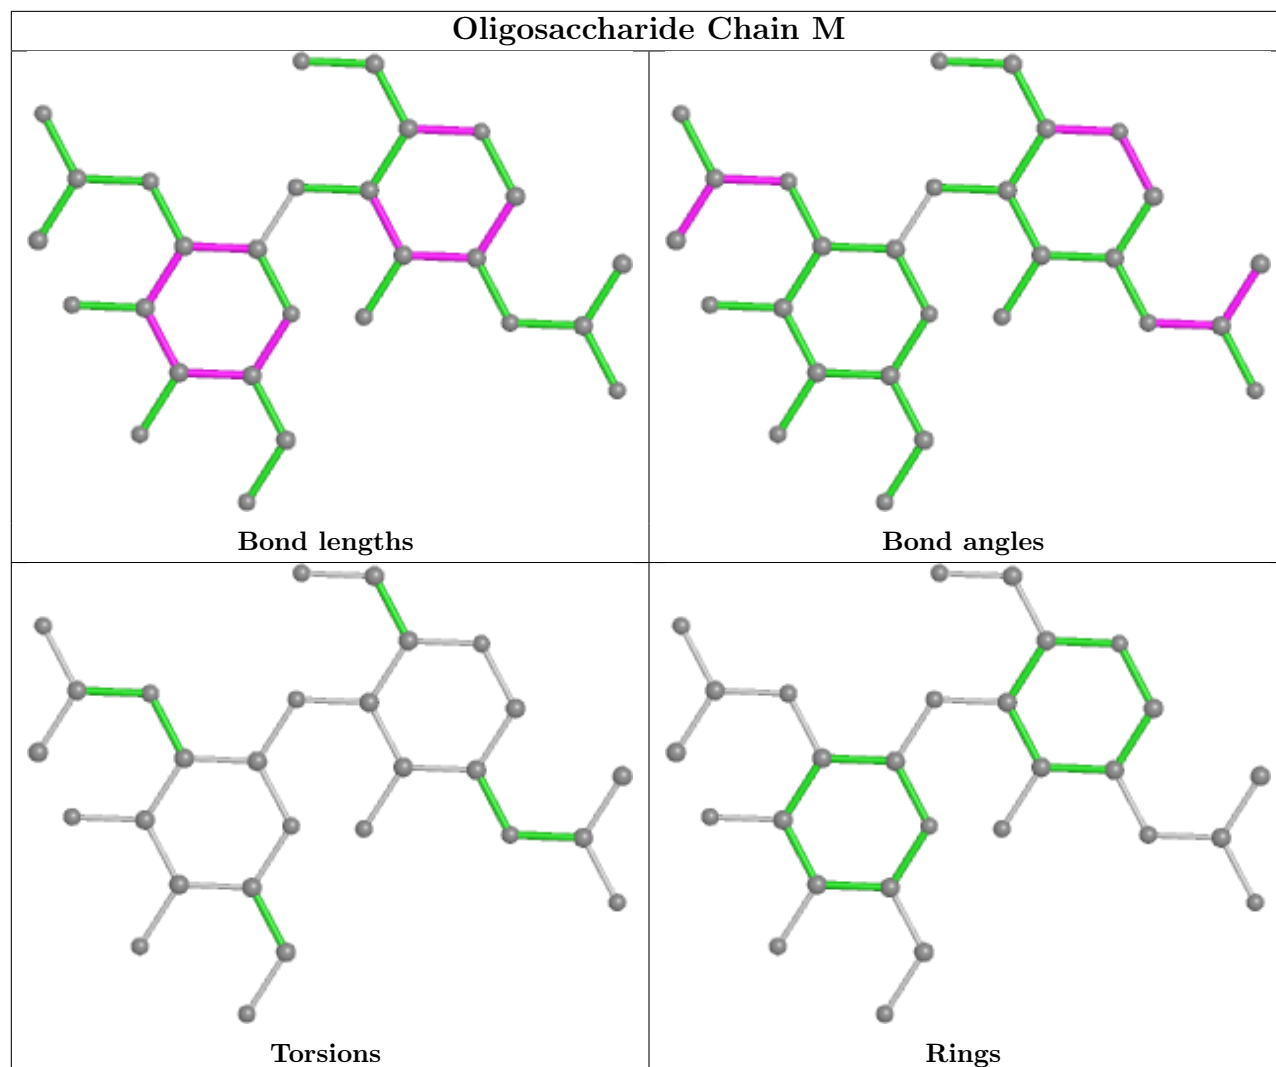 Oligosaccharide Chain M
Bond lengths
Bond angles
Torsions
Rings